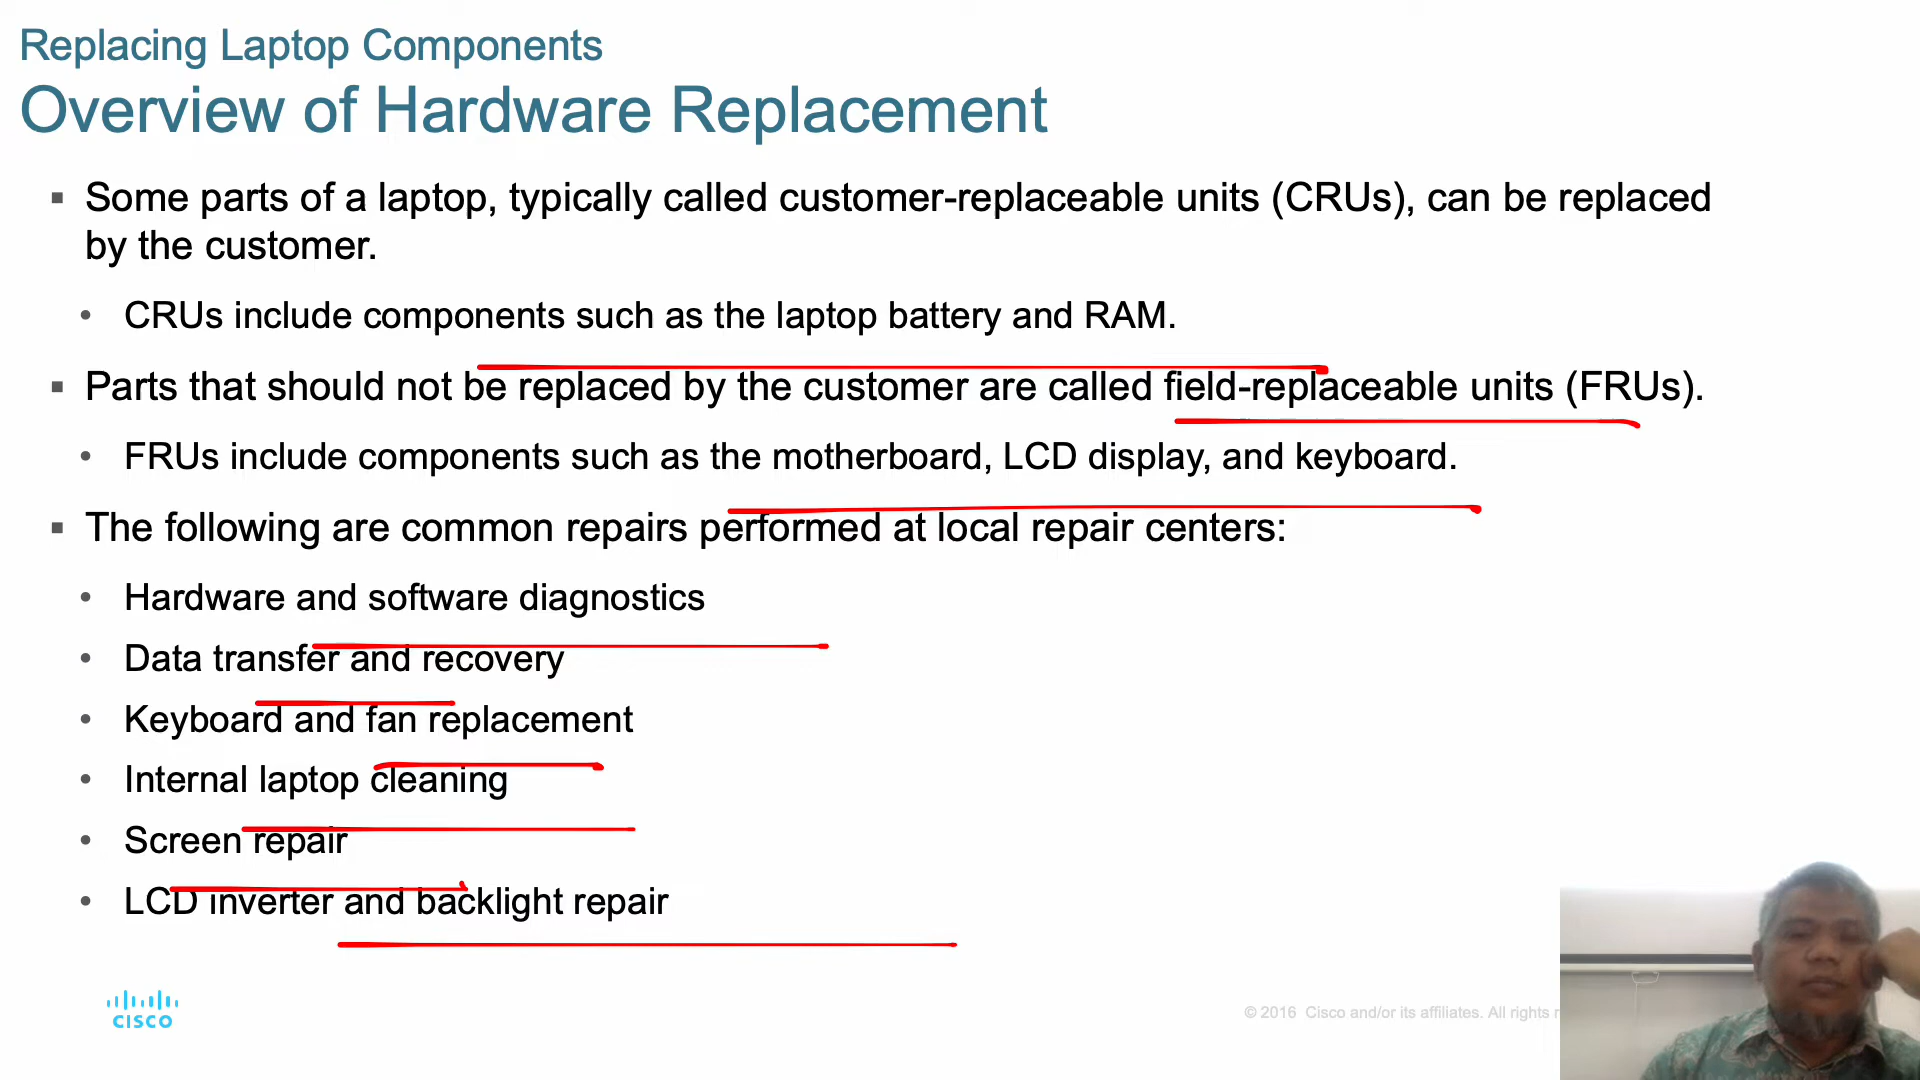 Replacing Laptop Components
Overview of Hardware Replacement
▪ Some parts of a laptop, typically called customer-replaceable units (CRUs), can be replaced
by the customer.
• CRUs include components such as the laptop battery and RAM.
▪ Parts that should not be replaced by the customer are called field-replaceable units (FRUs).
• FRUs include components such as the motherboard, LCD display, and keyboard.
▪ The following are common repairs performed at local repair centers:
• Hardware and software diagnostics
• Data transfer and recovery
• Keyboard and fan replacement
• Internal laptop cleaning
• Screen repair
• LCD inverter and backlight repair
CISCO
© 2016 Cisco and/or its affiliates. All rights